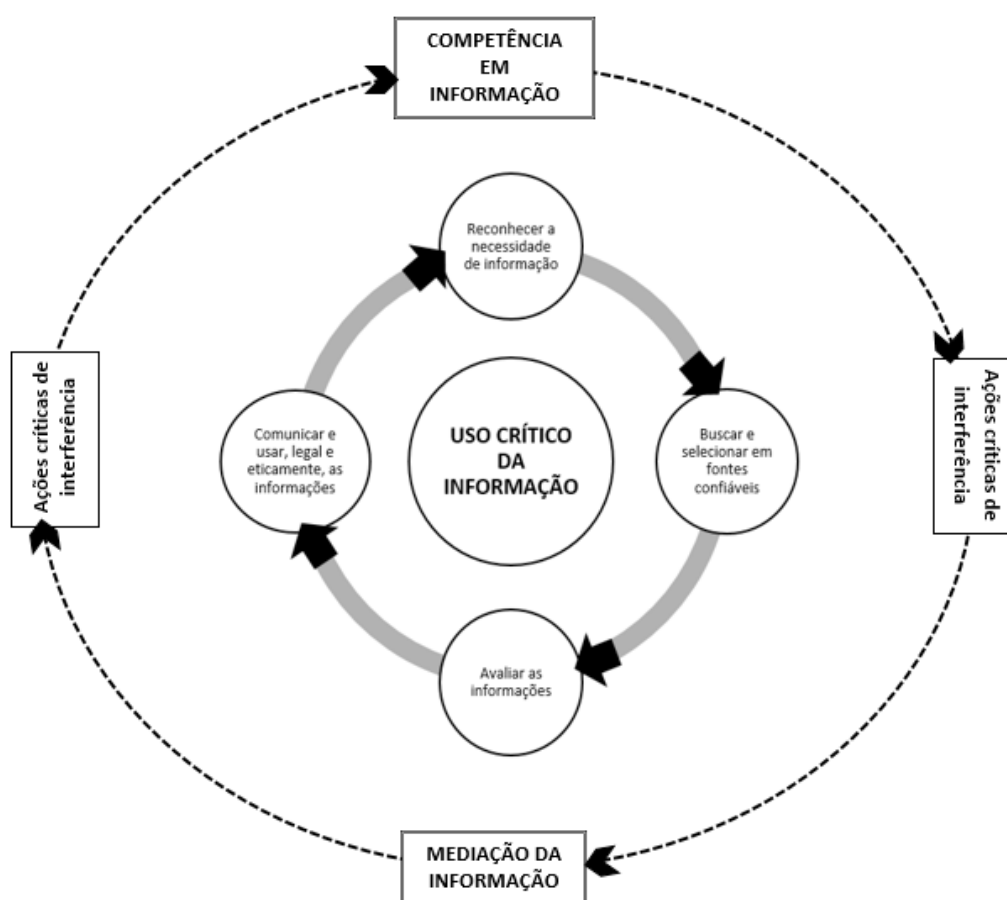 COMPETÊNCIA
EM
INFORMAÇÃO
Reconhecer a
necessidade
de informação
Ações críticas de
interferência
Comunicar e
usar, legal e
eticamente, as
informações
USO CRÍTICO
DA
INFORMAÇÃO
Buscar e
selecionar em
fontes
confiáveis
Ações críticas de
interferência
Avaliar as
informações
MEDIAÇÃO DA
INFORMAÇÃO